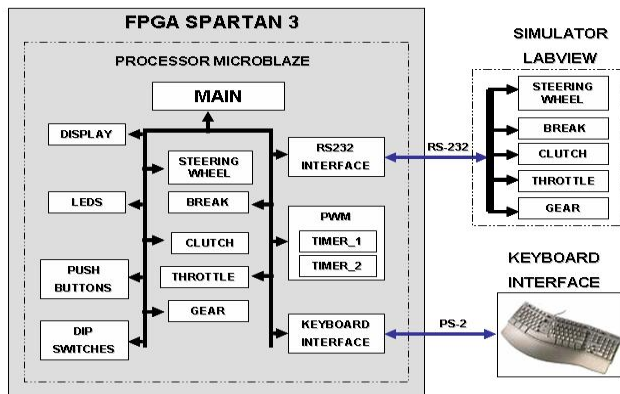 FPGA SPARTAN 3
PROCESSOR MICROBLAZE
MAIN
DISPLAY
STEERING
WHEEL
LEDS
BREAK
CLUTCH
PUSH
BUTTONS
THROTTLE
GEAR
DIP
SWITCHES
RS232
INTERFACE
PWM
TIMER_1
TIMER_2
KEYBOARD
INTERFACE
RS-232
PS-2
SIMULATOR
LABVIEW
STEERING
WHEEL
BREAK
CLUTCH
THROTTLE
GEAR
KEYBOARD
INTERFACE